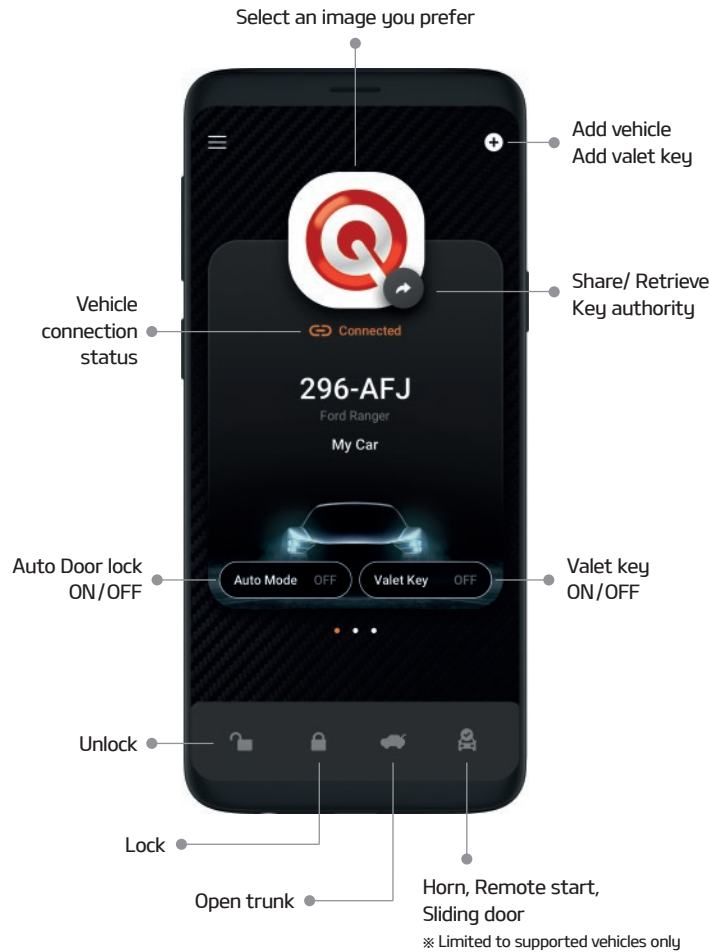 Select an image you prefer
Add vehicle
Add valet key
Share/ Retrieve
Key authority
Vehicle
connection
status
Connected
296-AFJ
Ford Ranger
My Car
Auto Door lock
ON/OFF
Auto Mode OFF
Valet Key OFF
Valet key
ON/OFF
Unlock
Lock
Open trunk
Horn, Remote start,
Sliding door
※ Limited to supported vehicles only